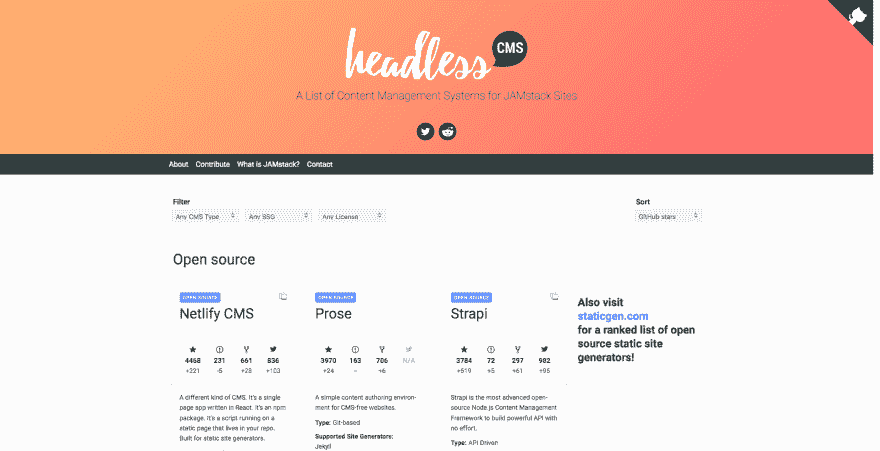 headless CMS
A List of Content Management Systems for JAMstack Sites
About Contribute What is JAMstack? Contact
Filter
Sort
Any CMS Type Any SSG Any License
GitHub stars
Open source
OPEN SOURCE
Netlify CMS
4458 231 661 836
+221 -5 +28 +103
A different kind of CMS. It's a single
page app written in React. It's an npm
package. It's a script running on a
static page that lives in your repo.
Built for static site generators.
OPEN SOURCE
Prose
3970 163 706 N/A
+24 - +6
A simple content authoring environ-
ment for CMS-free websites.
Type: Git-based
Supported Site Generators:
Jekyll
OPEN SOURCE
Strapi
3784 72 297 902
+519 +5 +61 +95
Strapi is the most advanced open-
source Node.js Content Management
Framework to build powerful API with
no effort.
Type: API Driven
Also visit
staticgen.com
for a ranked list of open
source static site
generators!